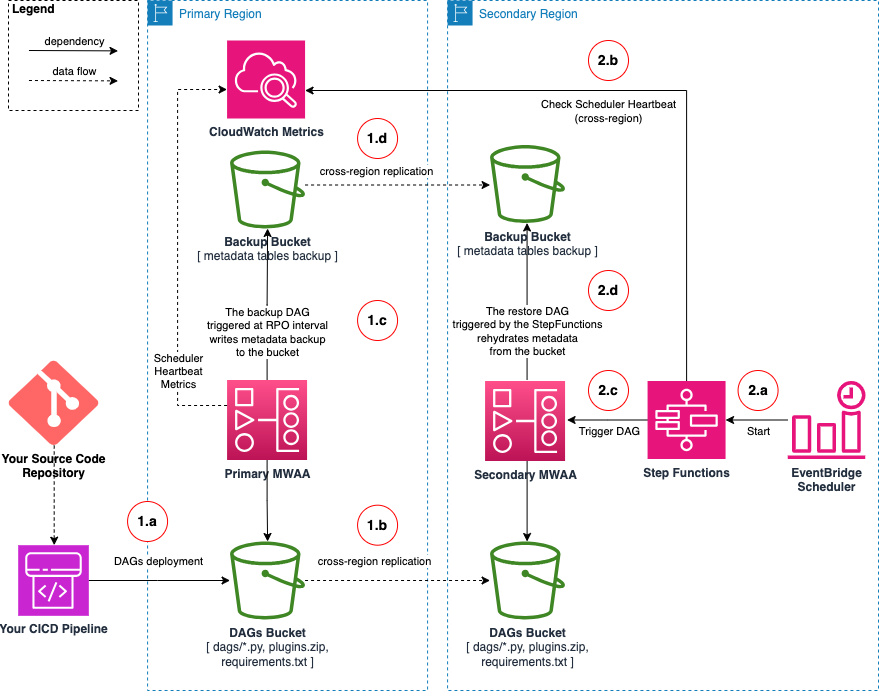 Legend
dependency
data flow
Primary Region
Secondary Region
CloudWatch Metrics
2.b
Check Scheduler Heartbeat
(cross-region)
1.d
cross-region replication
Backup Bucket
[ metadata tables backup ]
Backup Bucket
[ metadata tables backup ]
The backup DAG
triggered at RPO interval
writes metadata backup
to the bucket
1.c
2.d
The restore DAG
triggered by the StepFunctions
rehydrates metadata
from the bucket
Scheduler
Heartbeat
Metrics
Your Source Code
Repository
Primary MWAA
Secondary MWAA
2.c
Trigger DAG
Step Functions
2.a
Start
EventBridge
Scheduler
1.a
DAGs deployment
1.b
cross-region replication
Your CICD Pipeline
DAGs Bucket
[ dags/*.py, plugins.zip,
requirements.txt ]
DAGs Bucket
[ dags/*.py, plugins.zip,
requirements.txt ]